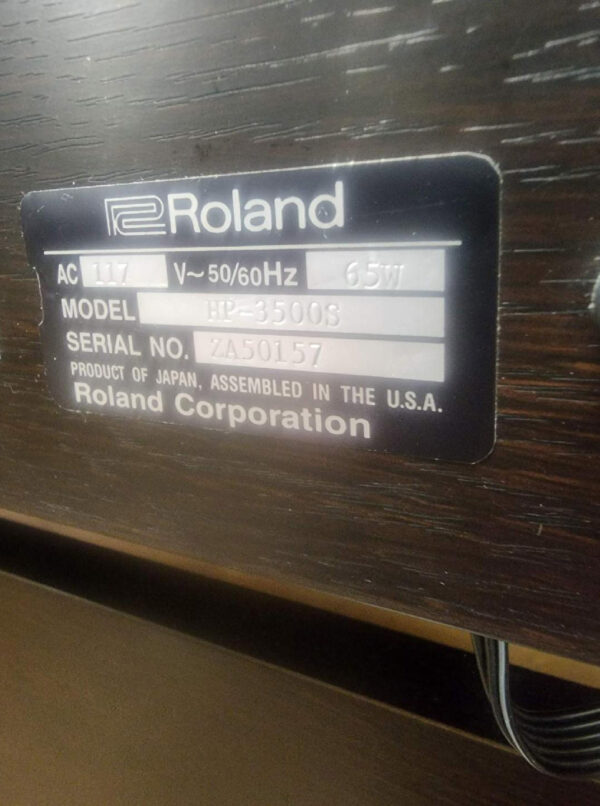 Roland
AC 117 V~ 50/60Hz 65W
MODEL HP-3500S
SERIAL NO. ZA50157
PRODUCT OF JAPAN, ASSEMBLED IN THE U.S.A.
Roland Corporation